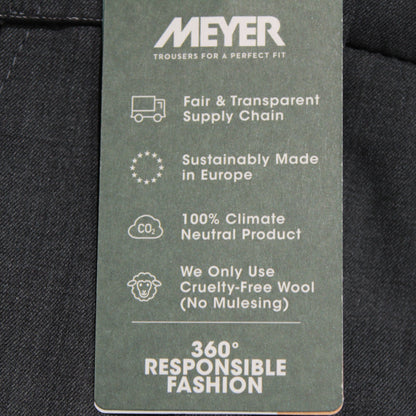 MEYER
TROUSERS FOR A PERFECT FIT
Fair & Transparent
Supply Chain
Sustainably Made
in Europe
CO₂
100% Climate
Neutral Product
We Only Use
Cruelty-Free Wool
(No Mulesing)
360°
RESPONSIBLE
FASHION